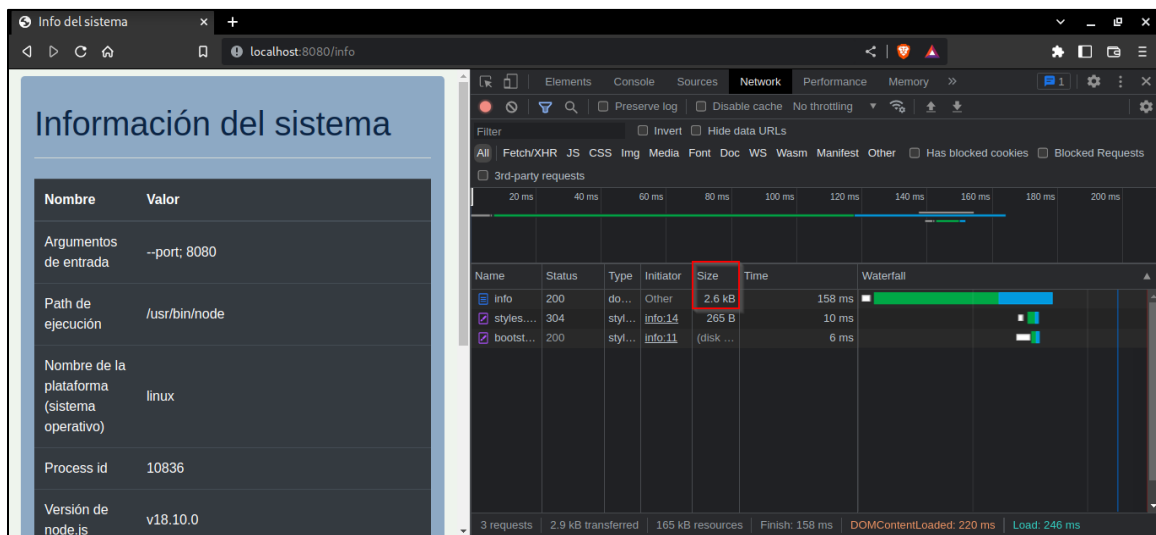 Info del sistema
localhost:8080/info
Información del sistema
Nombre Valor
Argumentos
de entrada
--port; 8080
Path de
ejecución
/usr/bin/node
Nombre de la
plataforma
(sistema
operativo)
linux
Process id 10836
Versión de
node.js
v18.10.0
Elements Console Sources Network Performance Memory 1
Preserve log Disable cache No throttling
Filter Invert Hide data URLs
All Fetch/XHR JS CSS Img Media Font Doc WS Wasm Manifest Other Has blocked cookies Blocked Requests
3rd-party requests
20 ms 40 ms 60 ms 80 ms 100 ms 120 ms 140 ms 160 ms 180 ms 200 ms
Name Status Type Initiator Size Time Waterfall
info 200 do... Other 2.6 kB 158 ms
styles.... 304 styl... info:14 265 B 10 ms
bootst... 200 styl... info:11 (disk ... 6 ms
3 requests 2.9 kB transferred 165 kB resources Finish: 158 ms DOMContentLoaded: 220 ms Load: 246 ms